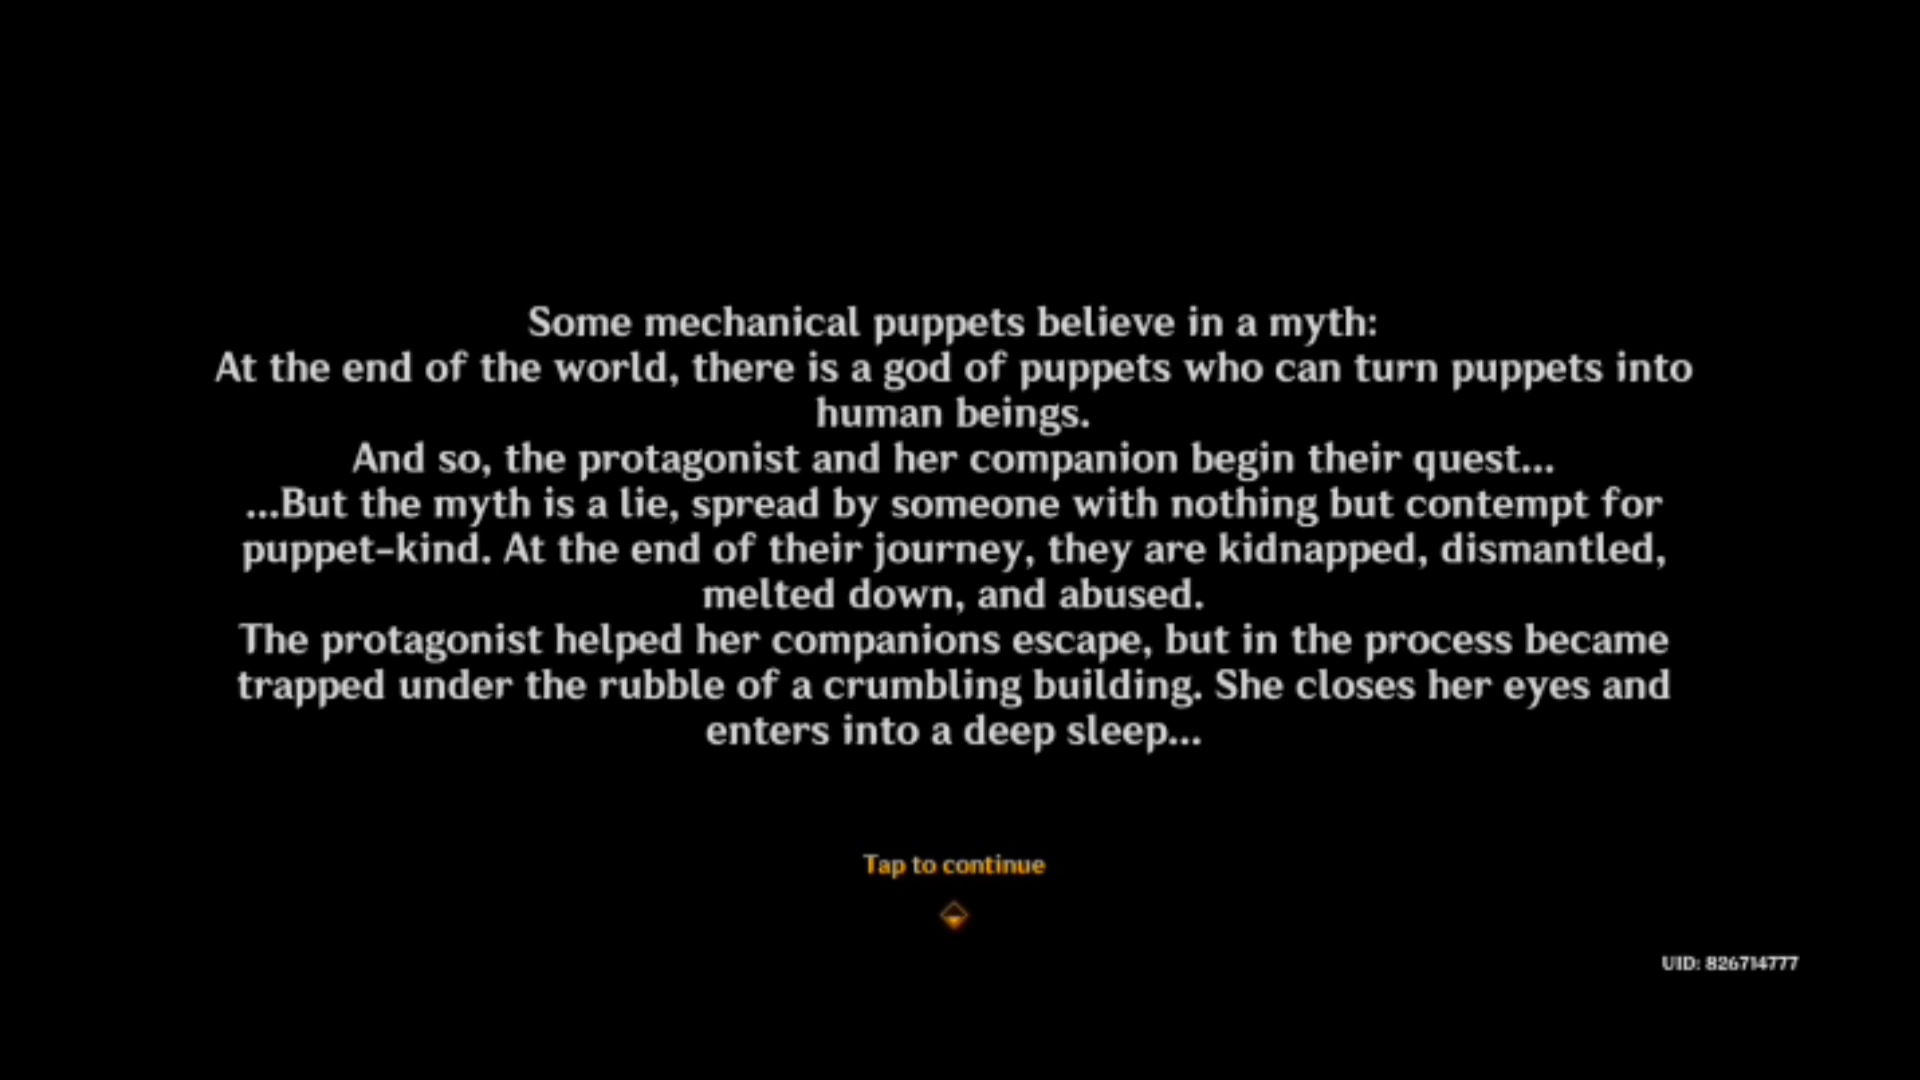 Some mechanical puppets believe in a myth:
At the end of the world, there is a god of puppets who can turn puppets into
human beings.
And so, the protagonist and her companion begin their quest...
...But the myth is a lie, spread by someone with nothing but contempt for
puppet-kind. At the end of their journey, they are kidnapped, dismantled,
melted down, and abused.
The protagonist helped her companions escape, but in the process became
trapped under the rubble of a crumbling building. She closes her eyes and
enters into a deep sleep...
Tap to continue
UID: 826714777